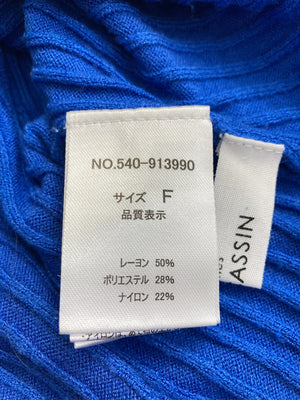 NO.540-913990
サイズ F
品質表示
レーヨン 50%
ポリエステル 28%
ナイロン 22%
ASSIN